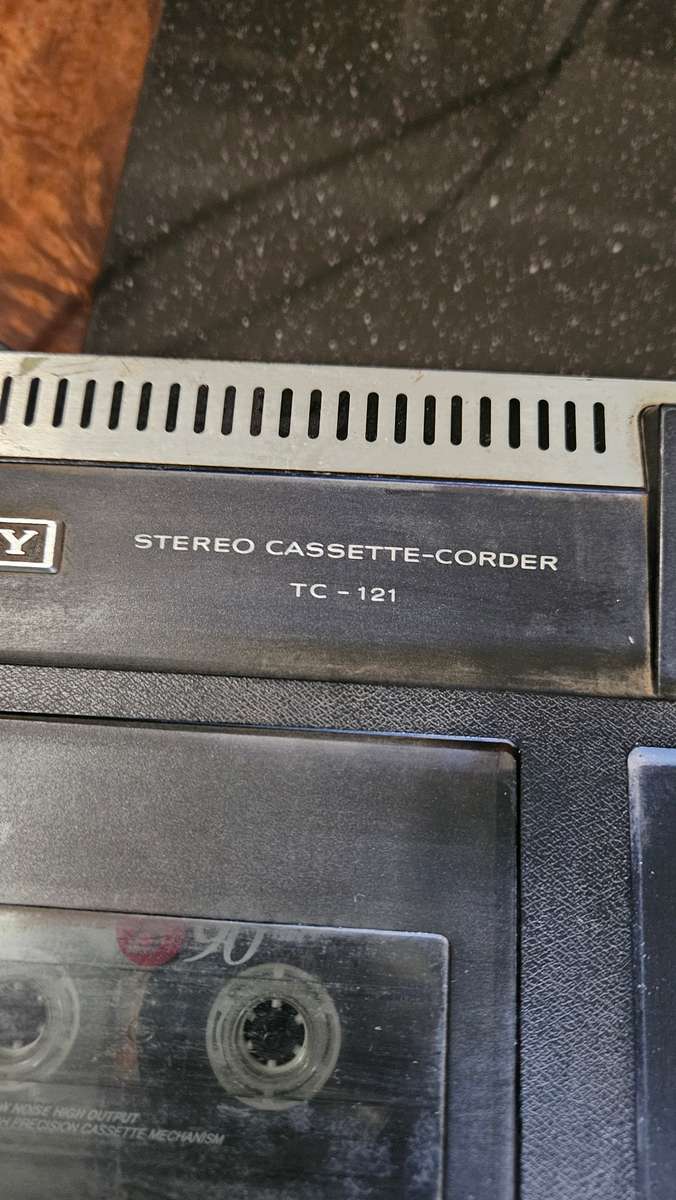 Y
STEREO CASSETTE-CORDER
TC - 121
90
W NOISE HIGH OUTPUT
PRECISION CASSETTE MECHANISM